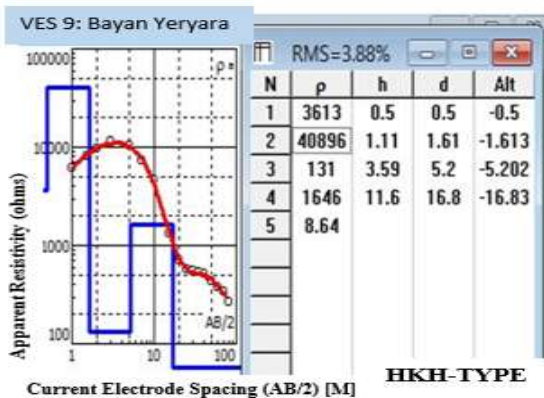 VES 9: Bayan Yeryara
RMS=3.88%
N ρ h d Alt
1 3613 0.5 0.5 -0.5
2 40896 1.11 1.61 -1.613
3 131 3.59 5.2 -5.202
4 1646 11.6 16.8 -16.83
5 8.64
HKH-TYPE
Apparent Resistivity (ohms)
100000
ρ =
10000
1000
100
AB/2
1 10 100
Current Electrode Spacing (AB/2) [M]